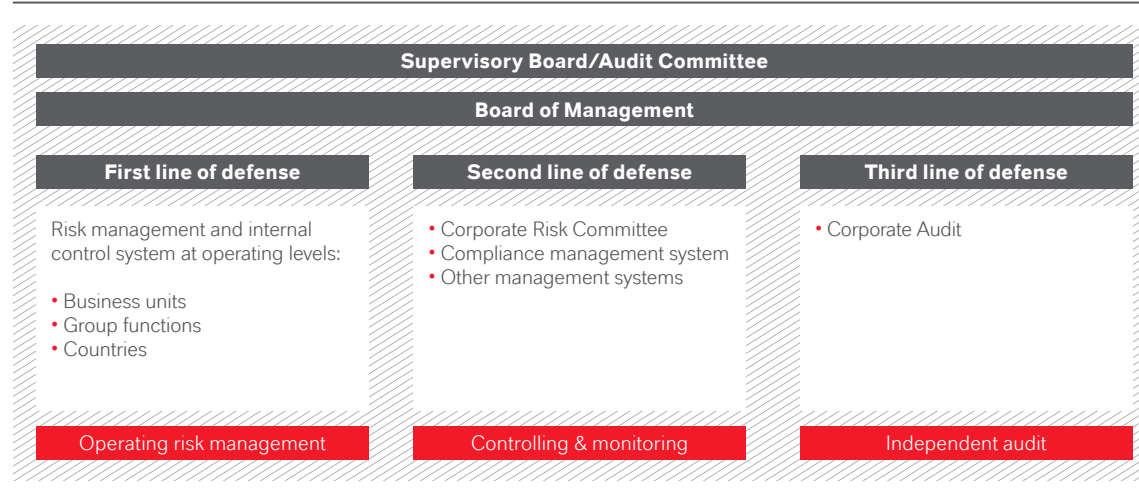 Supervisory Board/Audit Committee
Board of Management
First line of defense
Risk management and internal
control system at operating levels:
• Business units
• Group functions
• Countries
Operating risk management
Second line of defense
• Corporate Risk Committee
• Compliance management system
• Other management systems
Controlling & monitoring
Third line of defense
• Corporate Audit
Independent audit